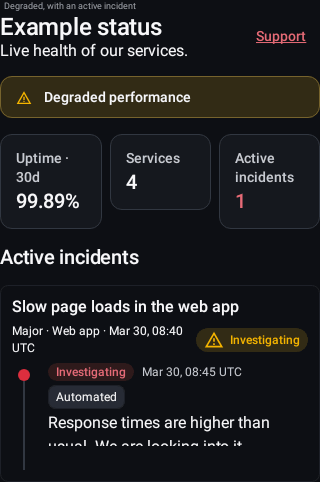 Degraded, with an active incident
Example status
Support
Live health of our services.
Degraded performance
Uptime ·
30d
99.89%
Services
4
Active
incidents
1
Active incidents
Slow page loads in the web app
Major · Web app · Mar 30, 08:40
UTC
Investigating
Investigating
Mar 30, 08:45 UTC
Automated
Response times are higher than
usual. We are looking into it.